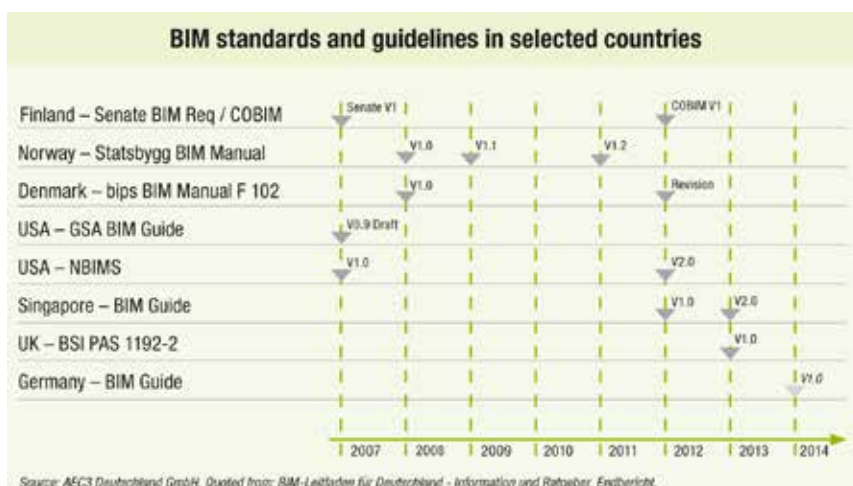 BIM standards and guidelines in selected countries
Finland – Senate BIM Req / COBIM
Senate V1
COBIM V1
Norway – Statsbygg BIM Manual
V1.0
V1.1
V1.2
Denmark – bips BIM Manual F 102
V1.0
Revision
USA – GSA BIM Guide
V0.9 Draft
USA – NBIMS
V1.0
V2.0
Singapore – BIM Guide
V1.0
V2.0
UK – BSI PAS 1192-2
V1.0
Germany – BIM Guide
V1.0
2007 2008 2009 2010 2011 2012 2013 2014
Source: AEC3 Deutschland GmbH. Quoted from: BIM-Leitfaden für Deutschland - Information und Ratgeber, Endbericht.